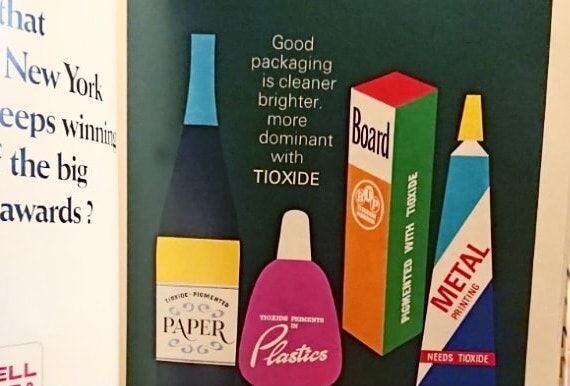 that
New York
eeps winning
the big
awards?
ELL
Good
packaging
is cleaner
brighter.
more
dominant
with
TIOXIDE
TIOXIDE-PIGMENTED
PAPER
TIOXIDE PIGMENTS
IN
Plastics
Board
PIGMENTED WITH TIOXIDE
METAL
PRINTING
NEEDS TIOXIDE